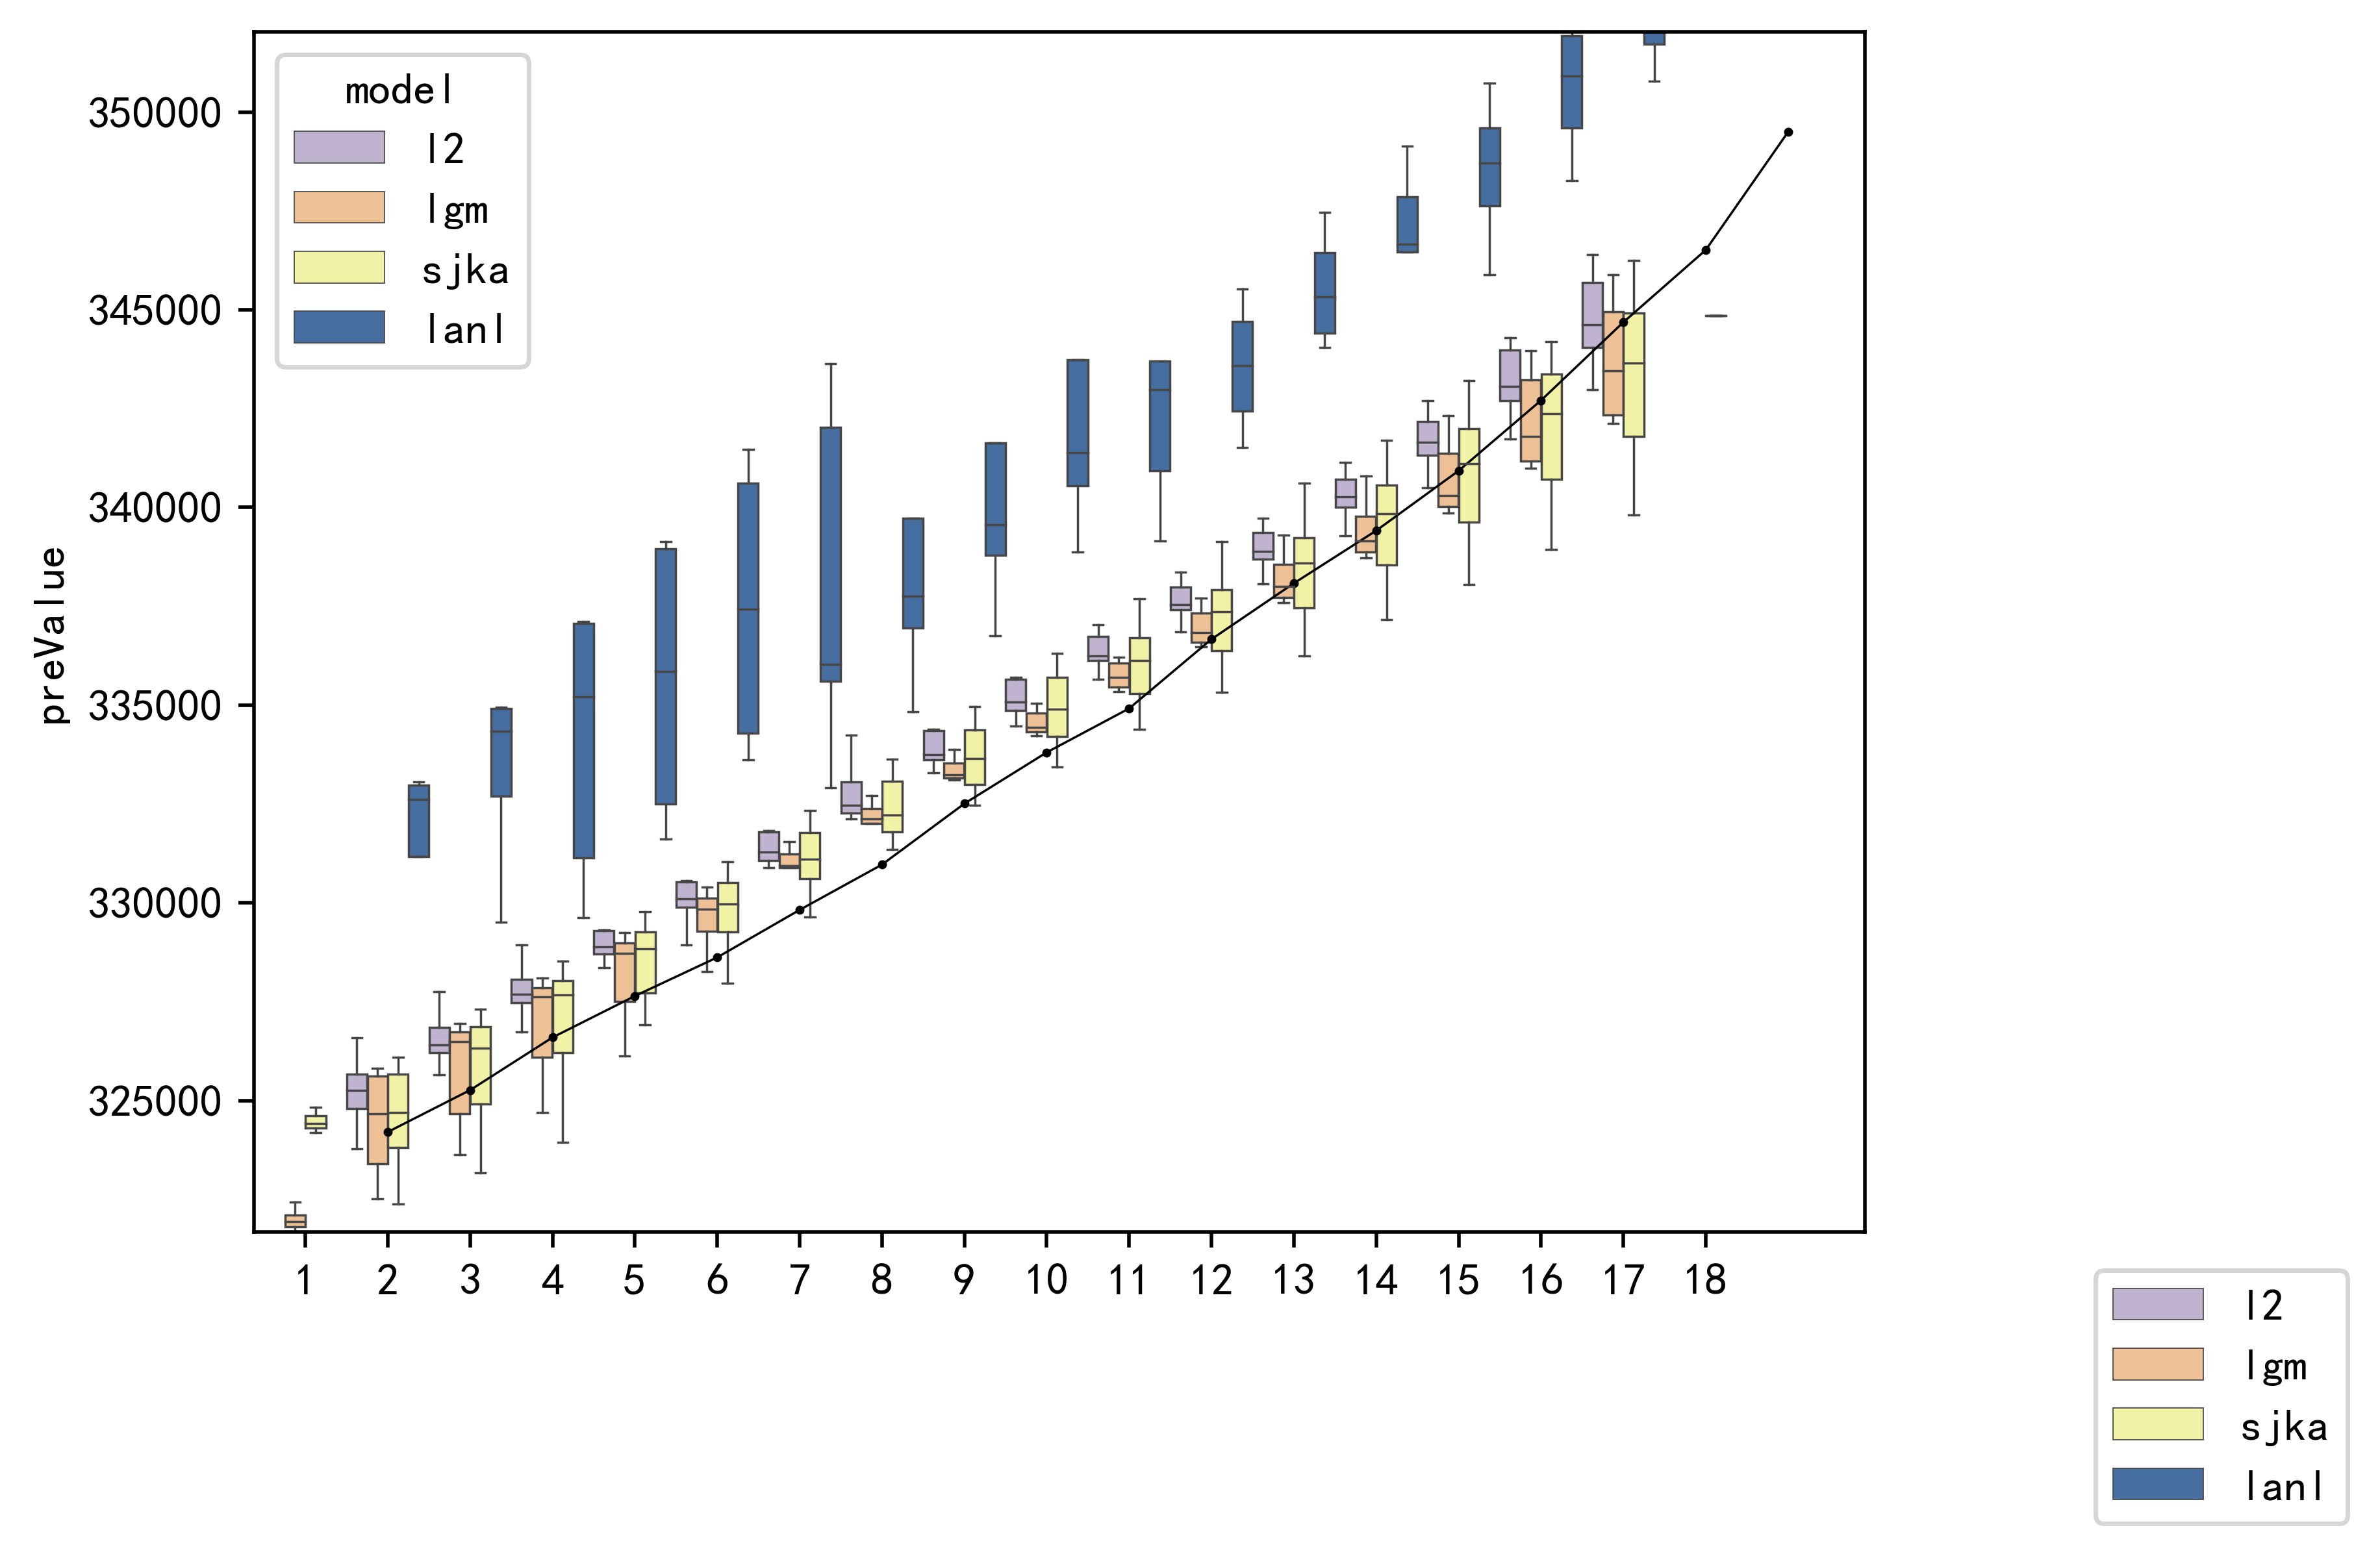 model
l2
lgm
sjka
lanl
350000
345000
340000
335000
330000
325000
preValue
1 2 3 4 5 6 7 8 9 10 11 12 13 14 15 16 17 18
l2
lgm
sjka
lanl